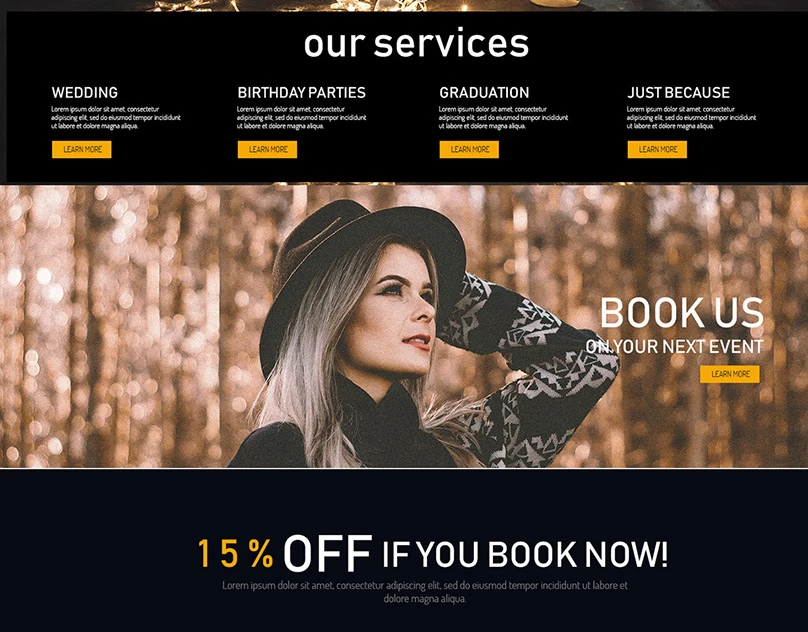 our services
WEDDING
Lorem ipsum dolor sit amet, consectetur
adipiscing elit, sed do eiusmod tempor incididunt
ut labore et dolore magna aliqua.
LEARN MORE
BIRTHDAY PARTIES
Lorem ipsum dolor sit amet, consectetur
adipiscing elit, sed do eiusmod tempor incididunt
ut labore et dolore magna aliqua.
LEARN MORE
GRADUATION
Lorem ipsum dolor sit amet, consectetur
adipiscing elit, sed do eiusmod tempor incididunt
ut labore et dolore magna aliqua.
LEARN MORE
JUST BECAUSE
Lorem ipsum dolor sit amet, consectetur
adipiscing elit, sed do eiusmod tempor incididunt
ut labore et dolore magna aliqua.
LEARN MORE
BOOK US
ON YOUR NEXT EVENT
LEARN MORE
15% OFF IF YOU BOOK NOW!
Lorem ipsum dolor sit amet, consectetur adipiscing elit, sed do eiusmod tempor incididunt ut labore et
dolore magna aliqua.